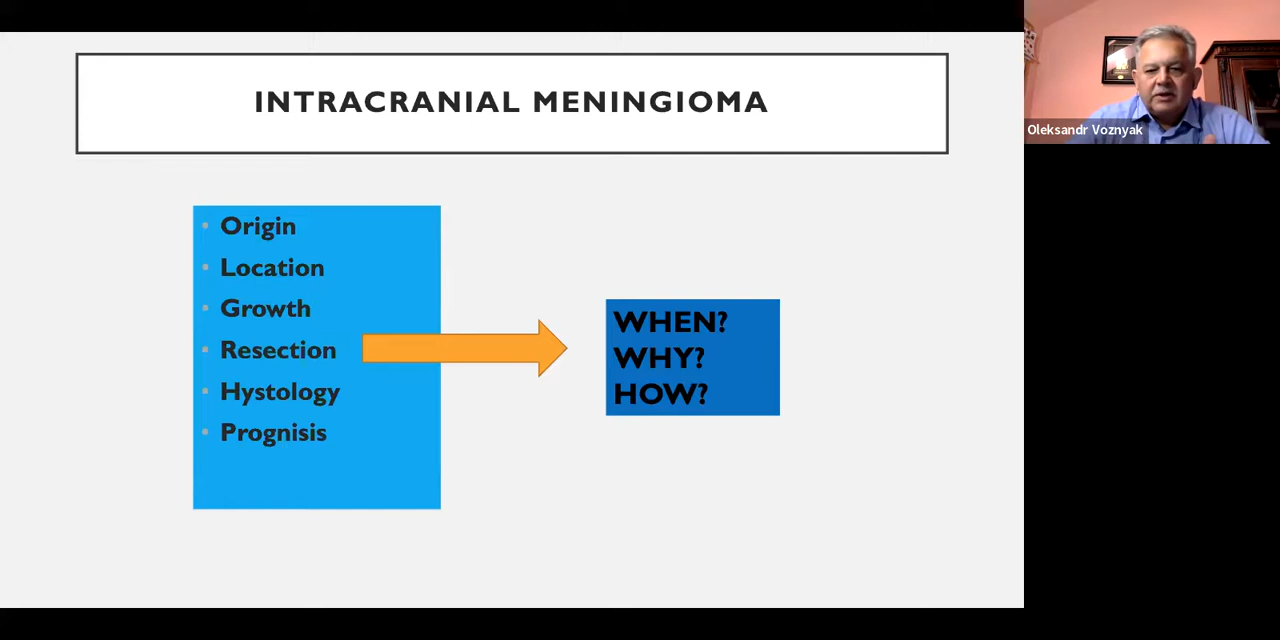 INTRACRANIAL MENINGIOMA
Origin
Location
Growth
Resection
Hystology
Prognisis
WHEN?
WHY?
HOW?
Oleksandr Voznyak